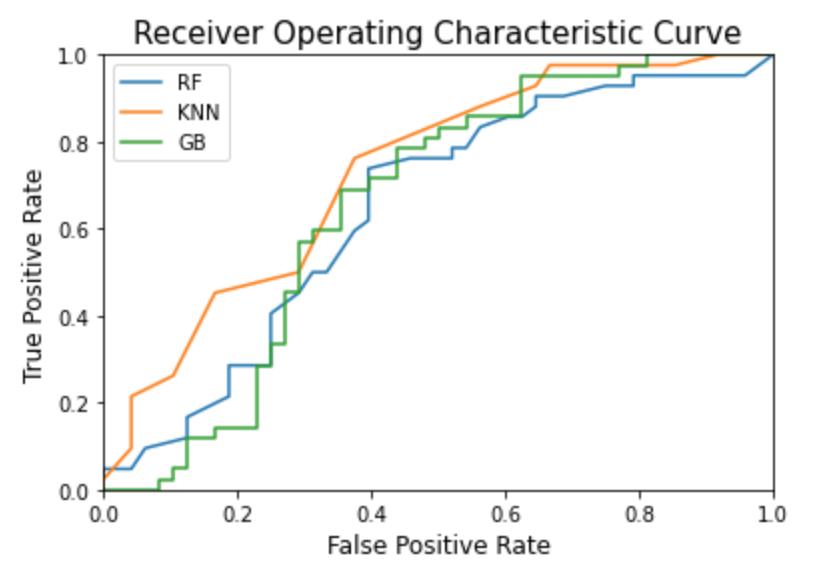 Receiver Operating Characteristic Curve
1.0
RF
KNN
GB
0.8
0.6
0.4
0.2
0.0
True Positive Rate
0.0 0.2 0.4 0.6 0.8 1.0
False Positive Rate